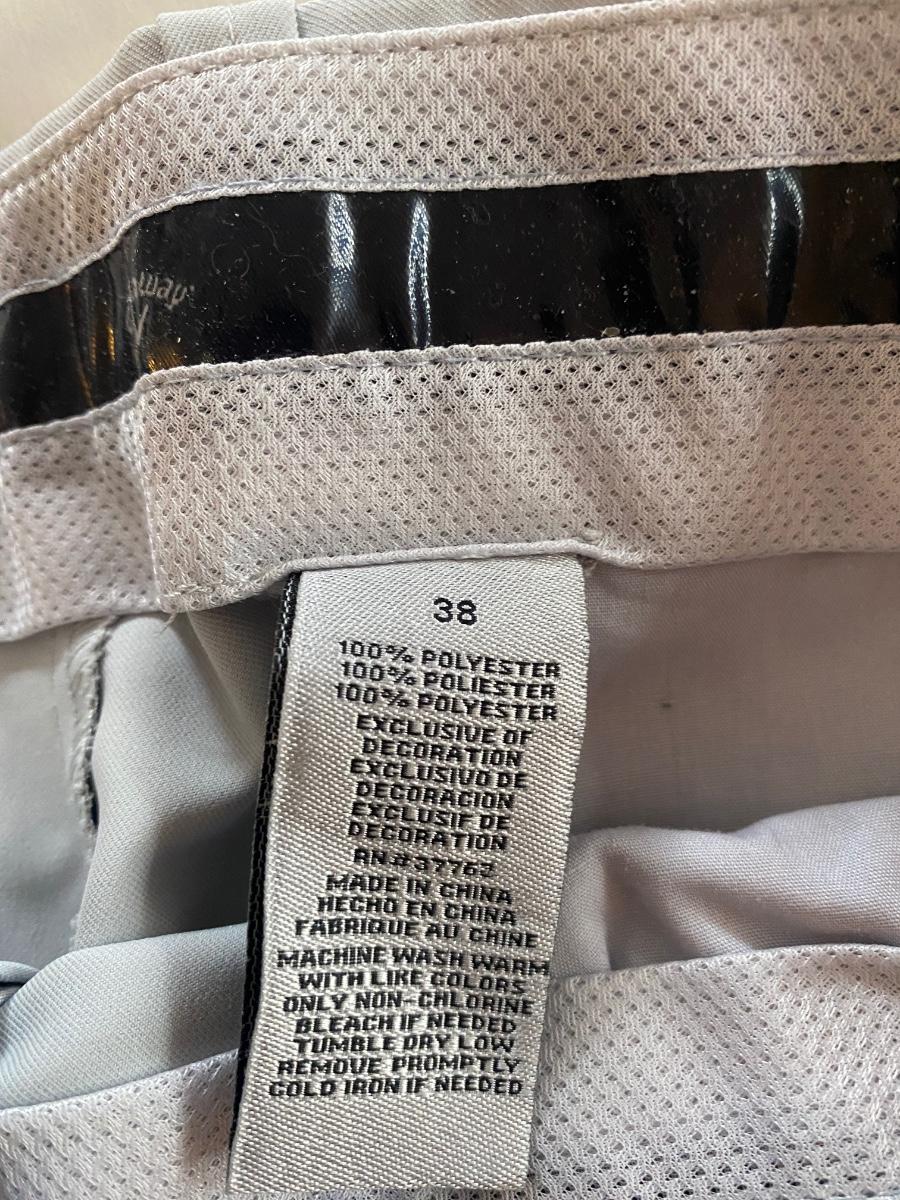 way
38
100% POLYESTER
100% POLIESTER
100% POLYESTER
EXCLUSIVE OF
DECORATION
EXCLUSIVO DE
DECORACION
EXCLUSIF DE
DECORATION
RN#37762
MADE IN CHINA
HECHO EN CHINA
FABRIQUE AU CHINE
MACHINE WASH WARM
WITH LIKE COLORS
ONLY NON-CHLORINE
BLEACH IF NEEDED
TUMBLE DRY LOW
REMOVE PROMPTLY
COLD IRON IF NEEDED